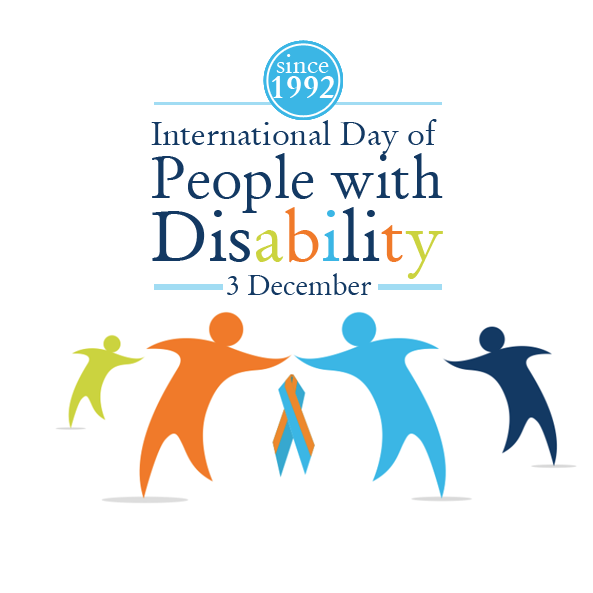 since
1992
International Day of
People with
Disability
3 December